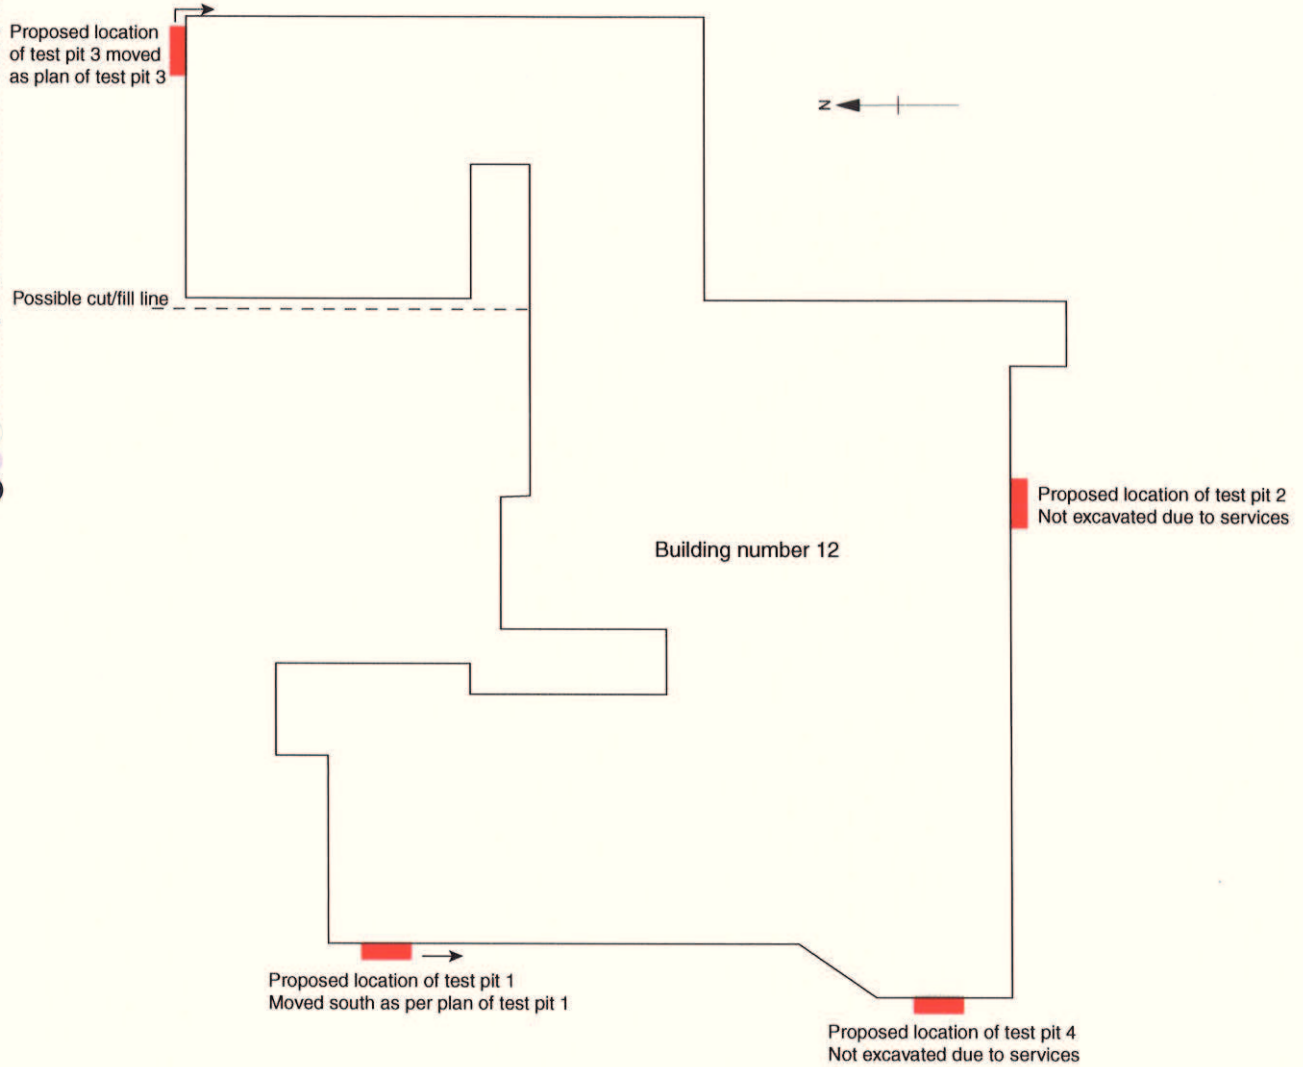 Proposed location
of test pit 3 moved
as plan of test pit 3
N
Possible cut/fill line
Proposed location of test pit 2
Not excavated due to services
Building number 12
Proposed location of test pit 1
Moved south as per plan of test pit 1
Proposed location of test pit 4
Not excavated due to services